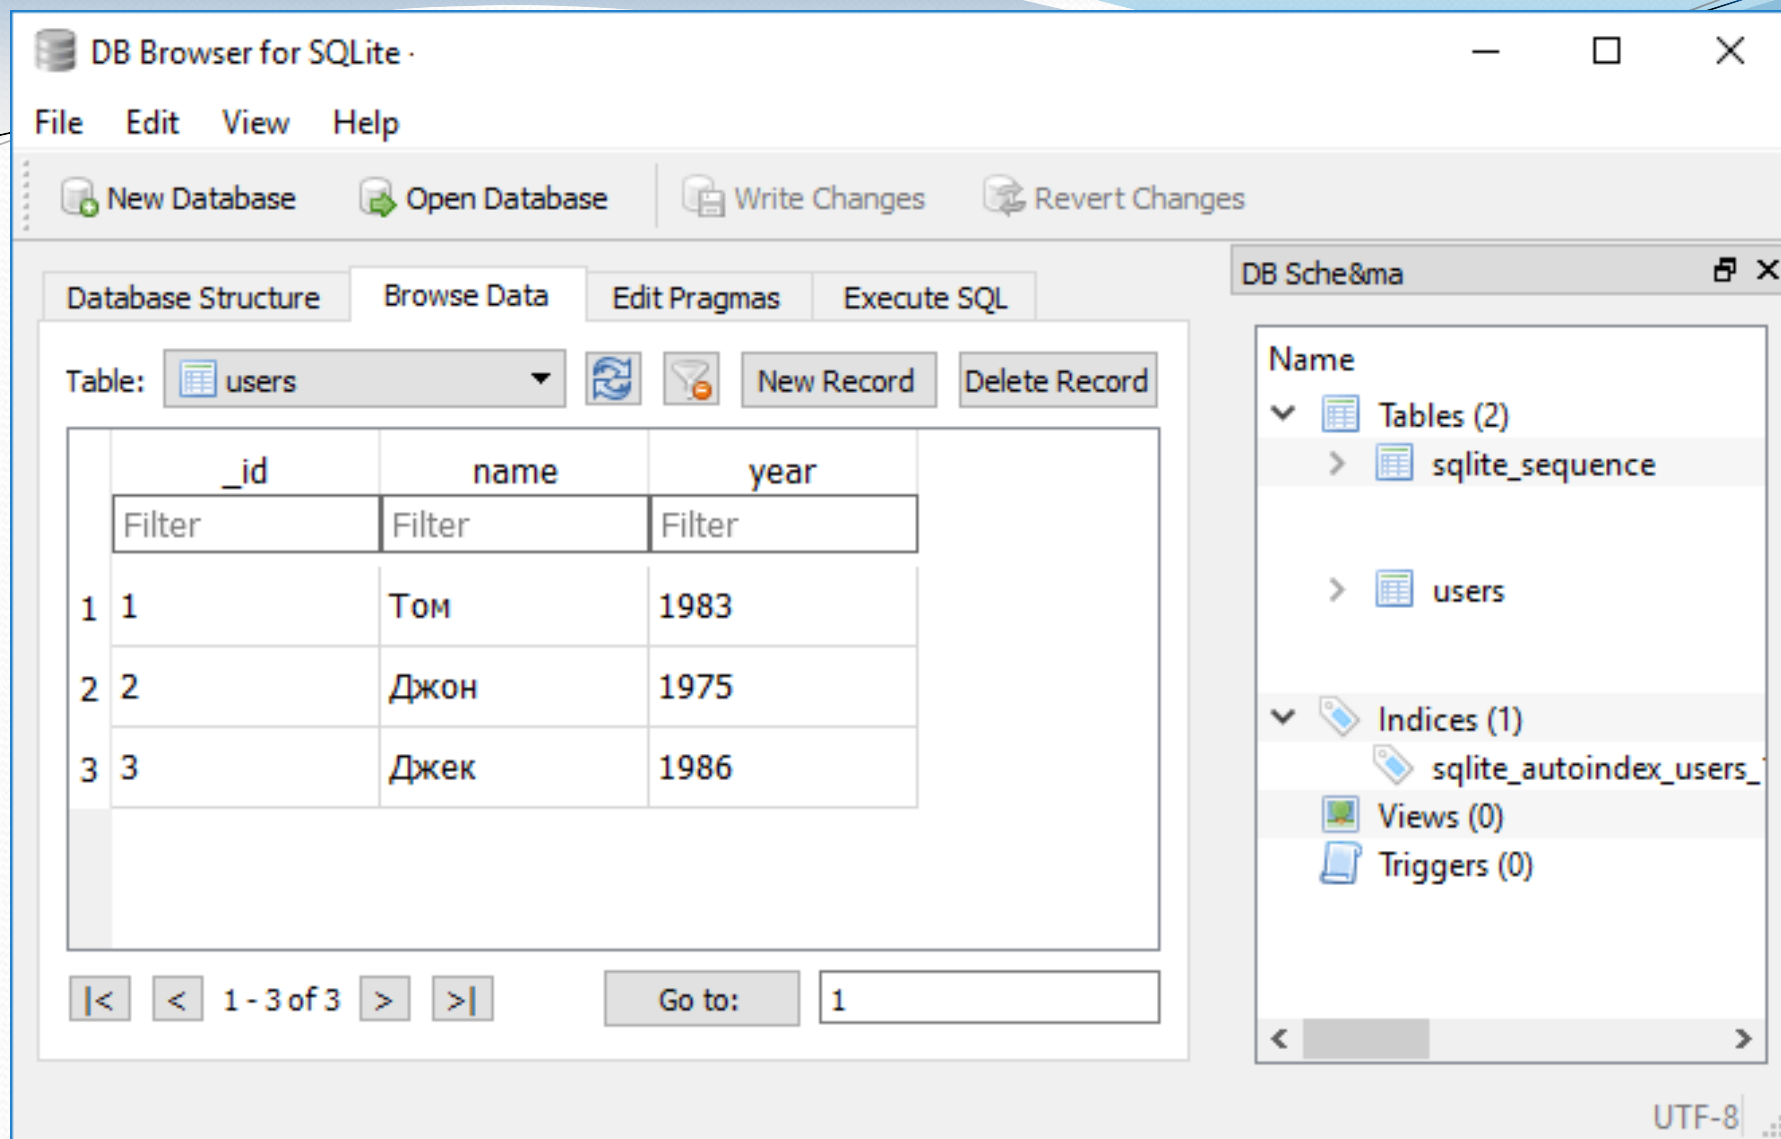 DB Browser for SQLite -
File Edit View Help
New Database Open Database Write Changes Revert Changes
Database Structure Browse Data Edit Pragmas Execute SQL
Table: users New Record Delete Record
_id name year
Filter Filter Filter
1 1 Том 1983
2 2 Джон 1975
3 3 Джек 1986
|< < 1 - 3 of 3 > >| Go to: 1
DB Sche&ma
Name
Tables (2)
sqlite_sequence
users
Indices (1)
sqlite_autoindex_users_
Views (0)
Triggers (0)
UTF-8